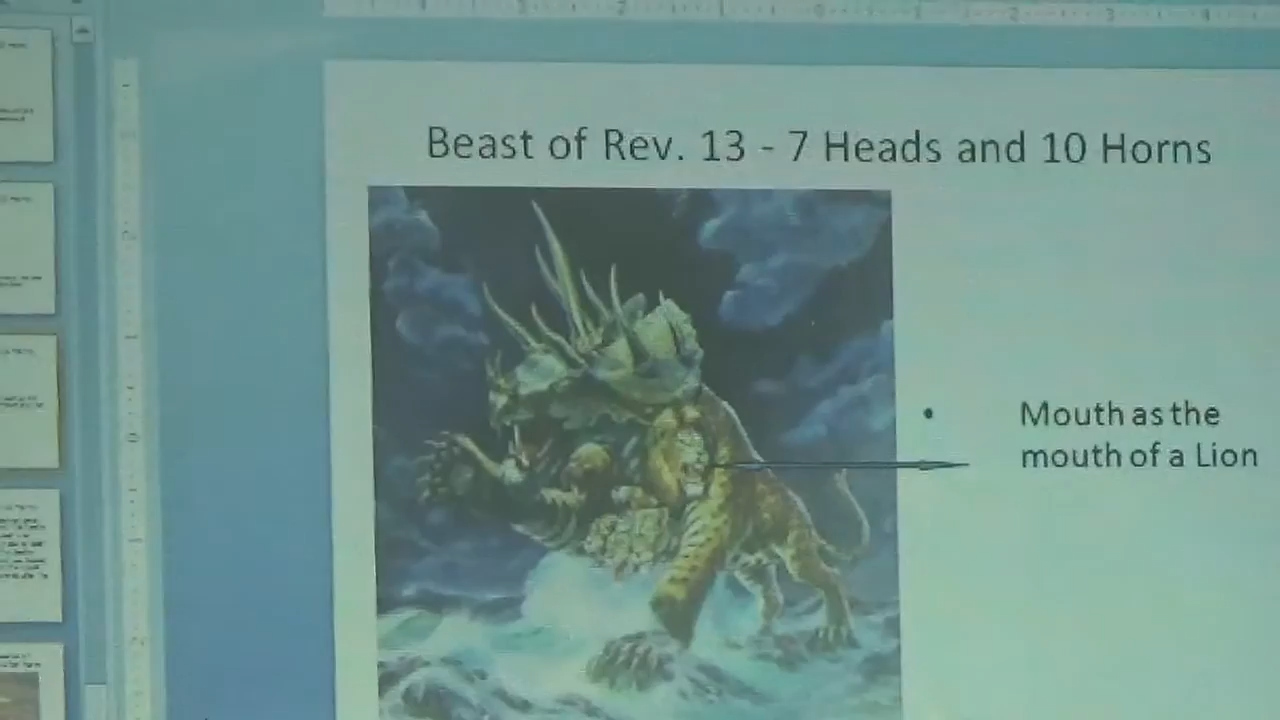 Beast of Rev. 13 - 7 Heads and 10 Horns
• Mouth as the
mouth of a Lion